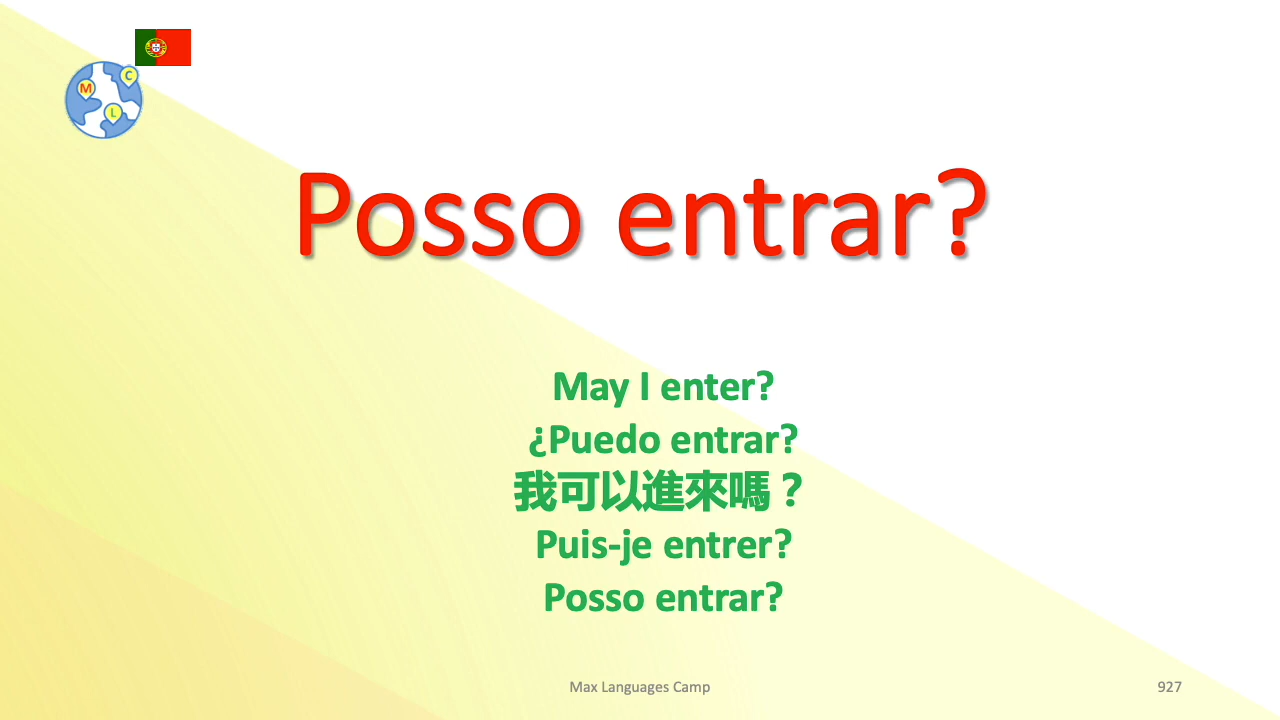 C
M
L
Posso entrar?
May I enter?
¿Puedo entrar?
我可以進來嗎？
Puis-je entrer?
Posso entrar?
Max Languages Camp
927